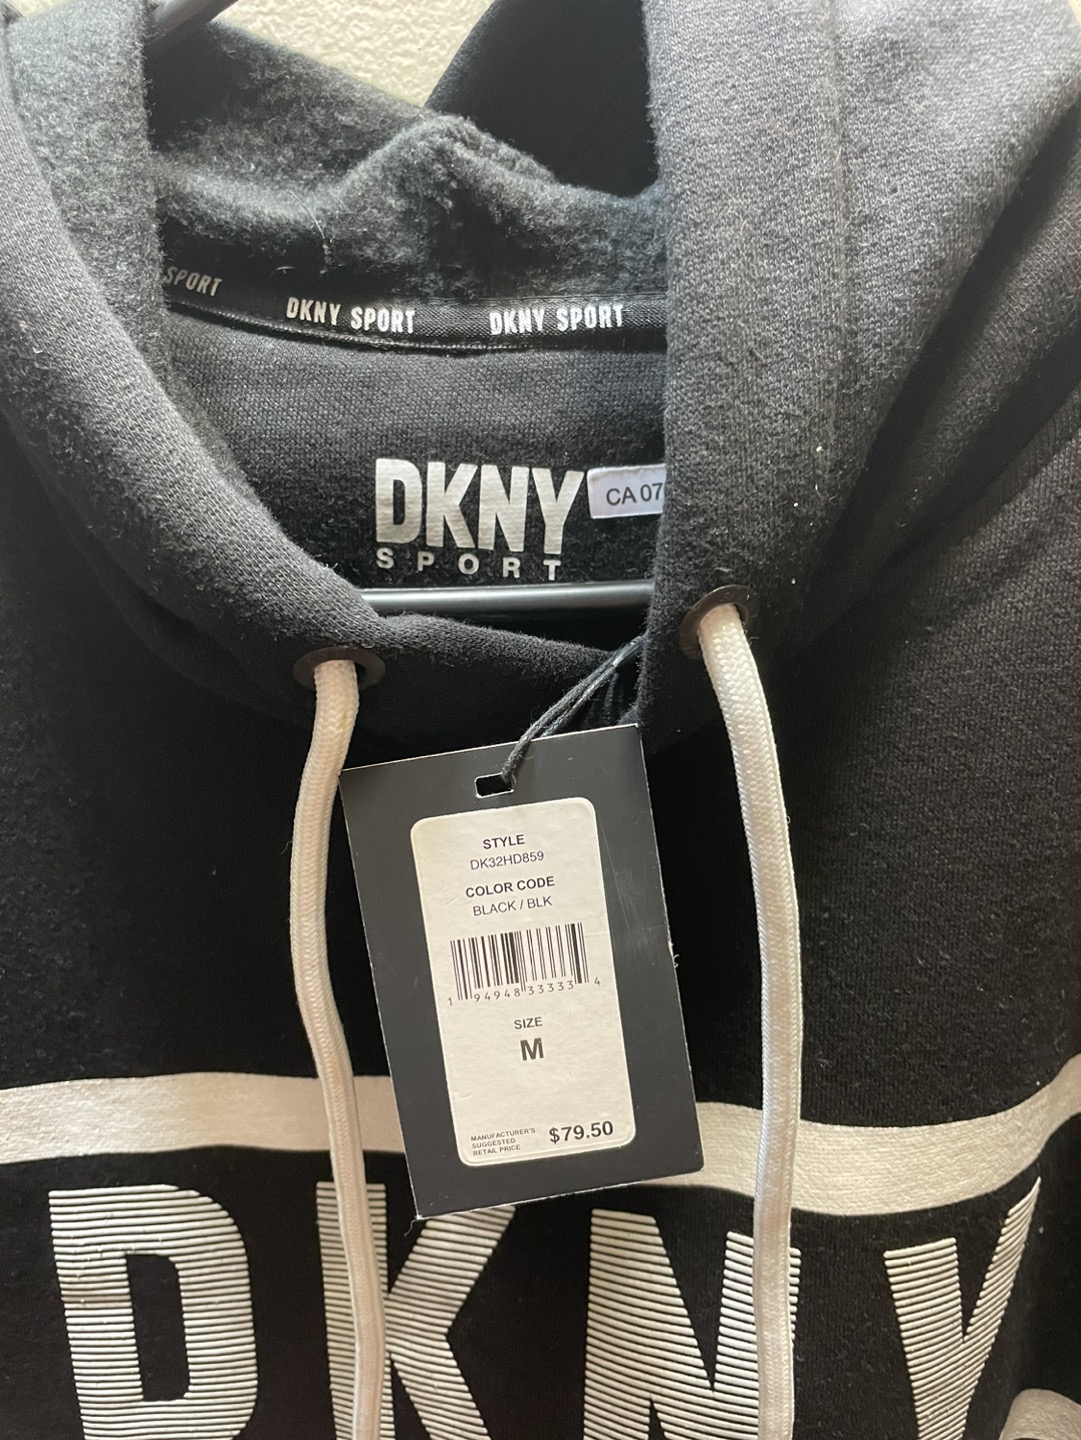 SPORT DKNY SPORT DKNY SPORT
DKNY
SPORT
CA 07
STYLE
DK32HD859
COLOR CODE
BLACK / BLK
1 94948 33333 4
SIZE
M
MANUFACTURER'S
SUGGESTED
RETAIL PRICE
$79.50
DKNY